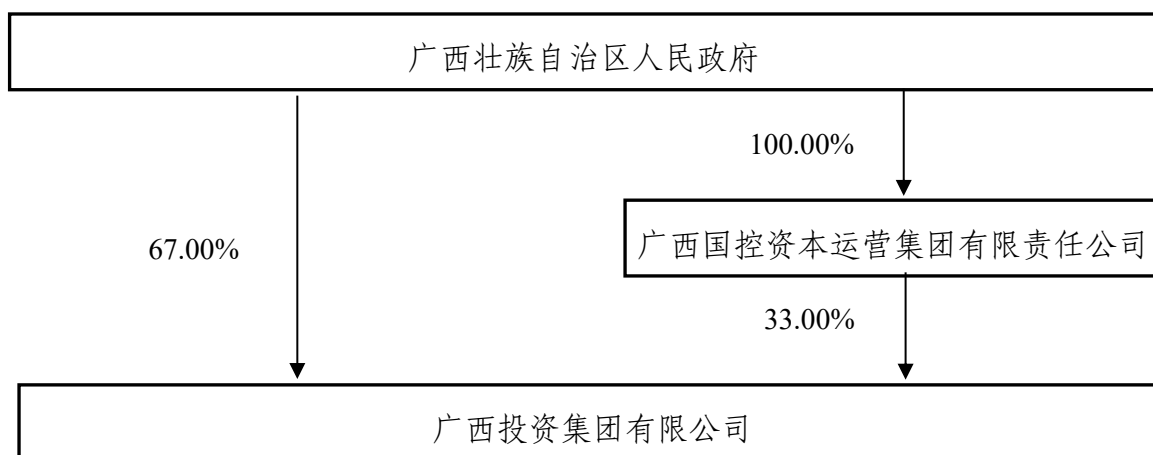 广西壮族自治区人民政府
100.00%
67.00%
广西国控资本运营集团有限责任公司
33.00%
广西投资集团有限公司